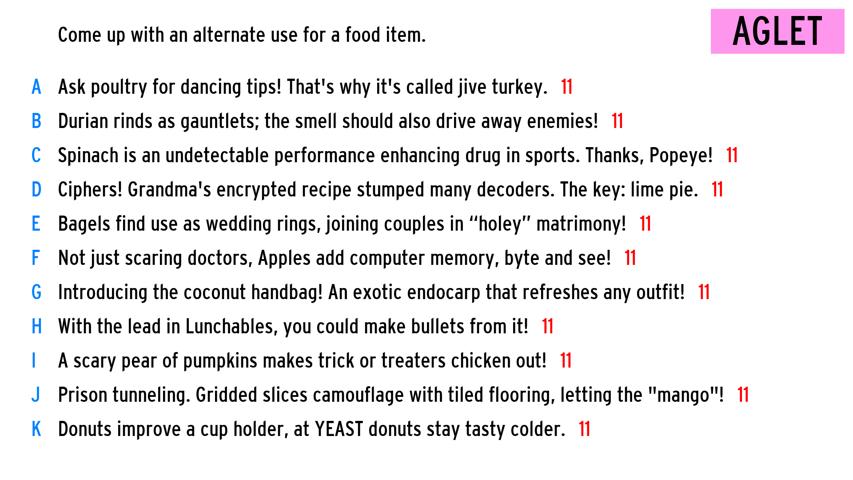 Come up with an alternate use for a food item.
AGLET
A Ask poultry for dancing tips! That's why it's called jive turkey. 11
B Durian rinds as gauntlets; the smell should also drive away enemies! 11
C Spinach is an undetectable performance enhancing drug in sports. Thanks, Popeye! 11
D Ciphers! Grandma's encrypted recipe stumped many decoders. The key: lime pie. 11
E Bagels find use as wedding rings, joining couples in “holey” matrimony! 11
F Not just scaring doctors, Apples add computer memory, byte and see! 11
G Introducing the coconut handbag! An exotic endocarp that refreshes any outfit! 11
H With the lead in Lunchables, you could make bullets from it! 11
I A scary pear of pumpkins makes trick or treaters chicken out! 11
J Prison tunneling. Gridded slices camouflage with tiled flooring, letting the "mango"! 11
K Donuts improve a cup holder, at YEAST donuts stay tasty colder. 11